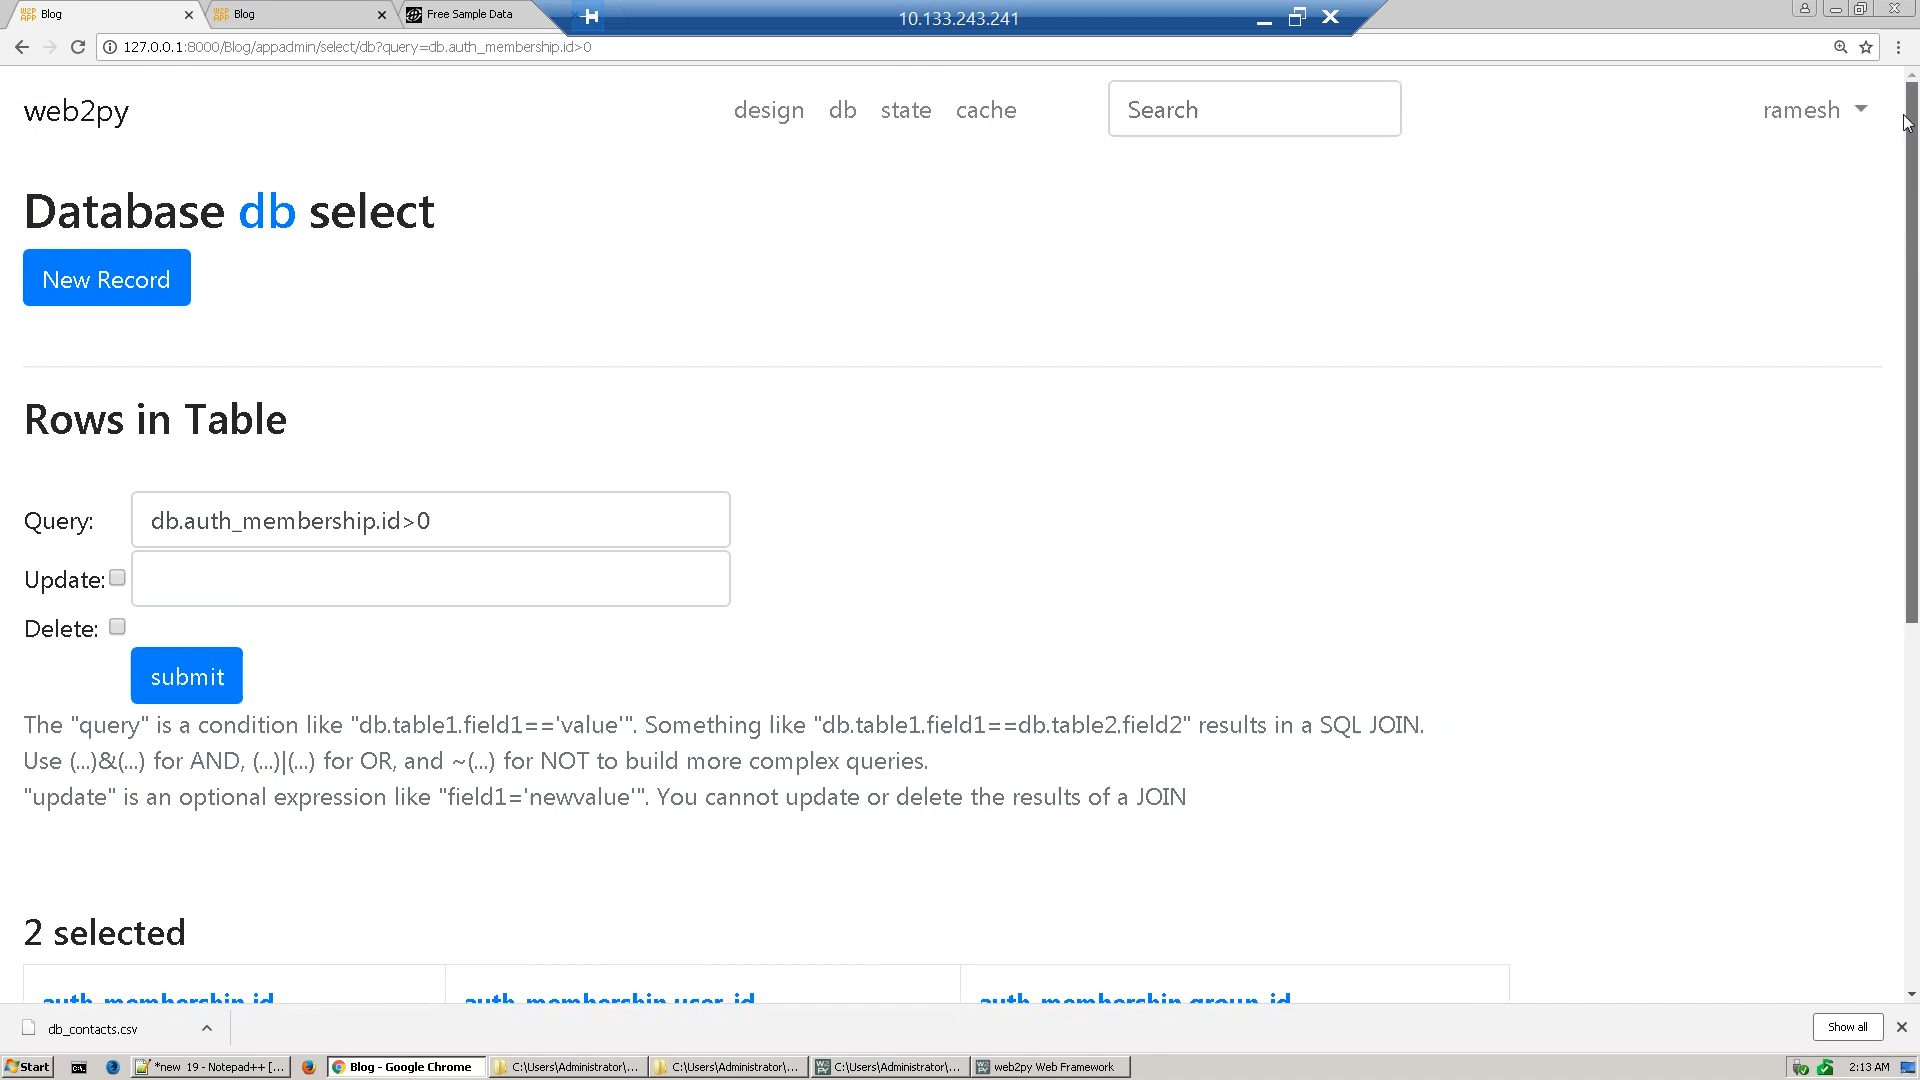 Blog
Blog
Free Sample Data
10.133.243.241
127.0.0.1:8000/Blog/appadmin/select/db?query=db.auth_membership.id>0
web2py
design db state cache
Search
ramesh
Database db select
New Record
Rows in Table
Query: db.auth_membership.id>0
Update:
Delete:
submit
The "query" is a condition like "db.table1.field1=='value'". Something like "db.table1.field1==db.table2.field2" results in a SQL JOIN.
Use (...)&(...) for AND, (...)|(...) for OR, and ~(...) for NOT to build more complex queries.
"update" is an optional expression like "field1='newvalue'". You cannot update or delete the results of a JOIN
2 selected
auth_membership.id auth_membership.user_id auth_membership.group_id
db_contacts.csv
Show all
Start
*new 19 - Notepad++ [...
Blog - Google Chrome
C:\Users\Administrator\...
C:\Users\Administrator\...
C:\Users\Administrator\...
web2py Web Framework
2:13 AM